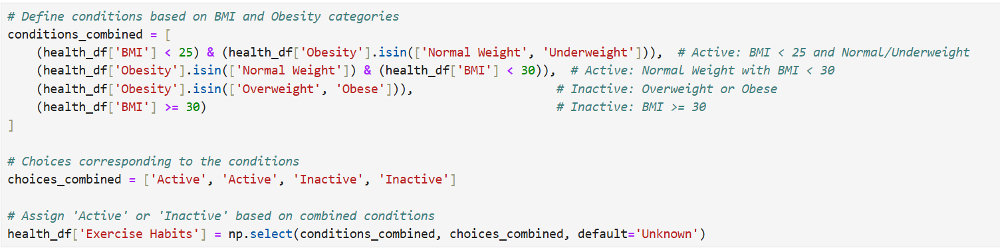 # Define conditions based on BMI and Obesity categories
conditions_combined = [
    (health_df['BMI'] < 25) & (health_df['Obesity'].isin(['Normal Weight', 'Underweight'])),  # Active: BMI < 25 and Normal/Underweight
    (health_df['Obesity'].isin(['Normal Weight']) & (health_df['BMI'] < 30)),  # Active: Normal Weight with BMI < 30
    (health_df['Obesity'].isin(['Overweight', 'Obese'])),                    # Inactive: Overweight or Obese
    (health_df['BMI'] >= 30)                                                 # Inactive: BMI >= 30
]

# Choices corresponding to the conditions
choices_combined = ['Active', 'Active', 'Inactive', 'Inactive']

# Assign 'Active' or 'Inactive' based on combined conditions
health_df['Exercise Habits'] = np.select(conditions_combined, choices_combined, default='Unknown')